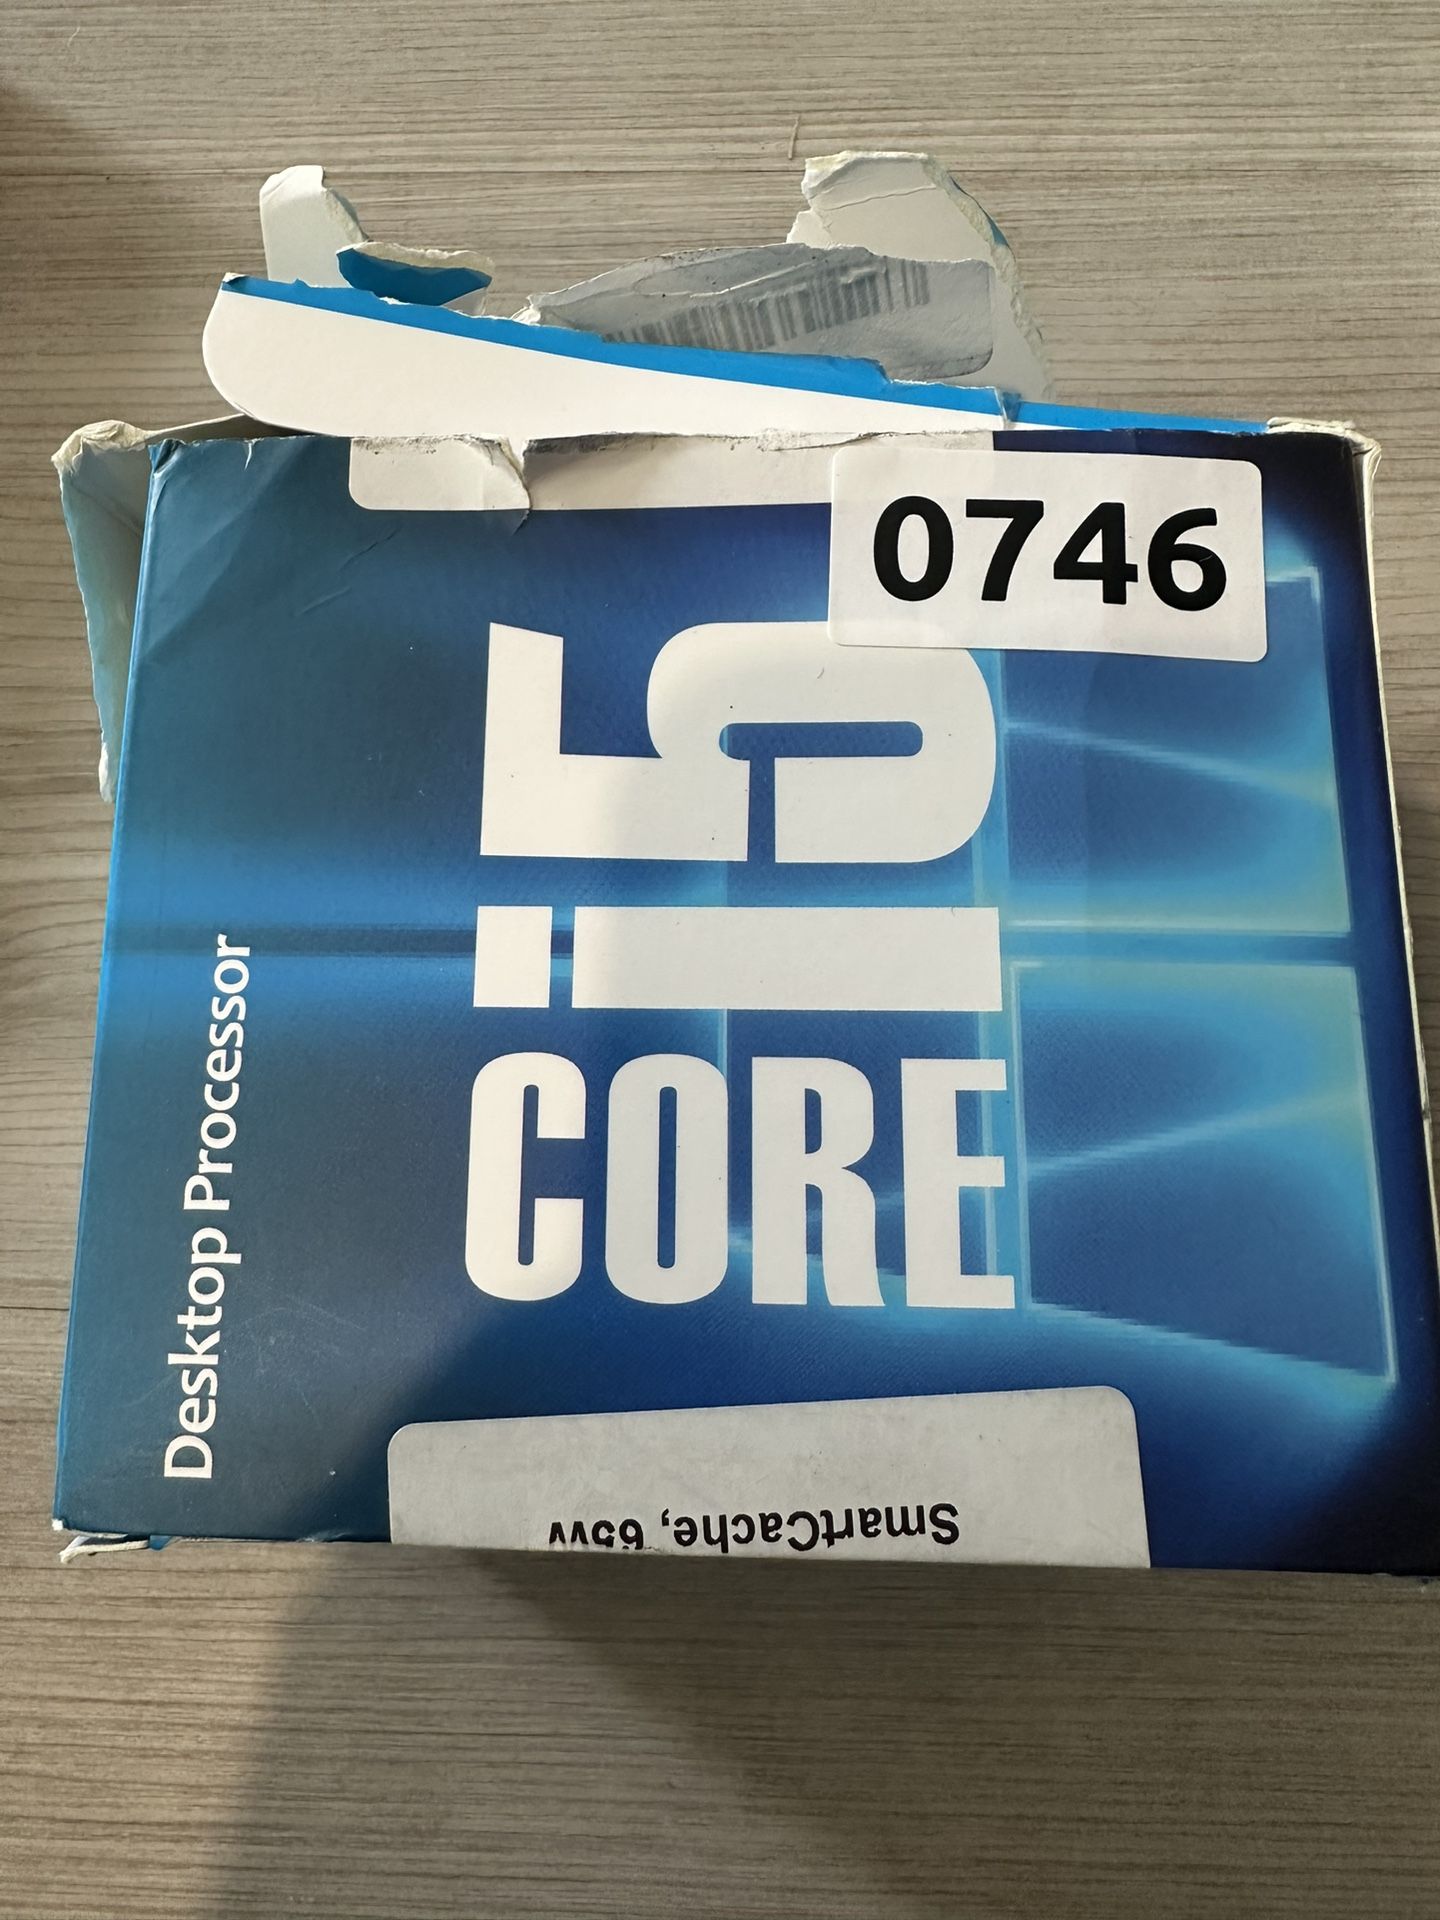 0746
CORE i5
Desktop Processor
SmartCache, 65W